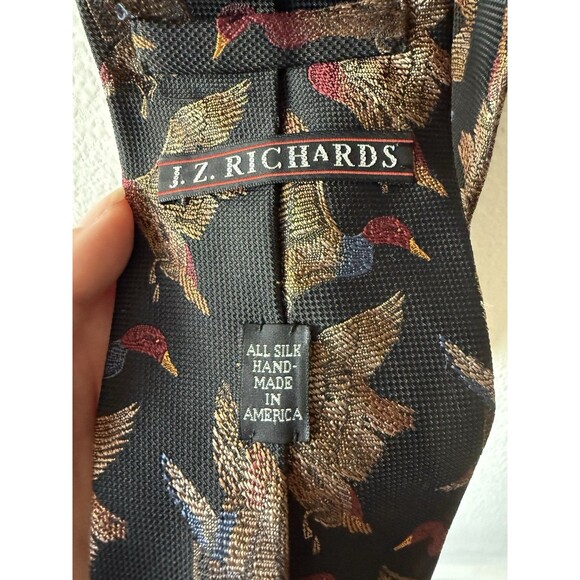 J. Z. RICHARDS
ALL SILK
HAND-
MADE
IN
AMERICA